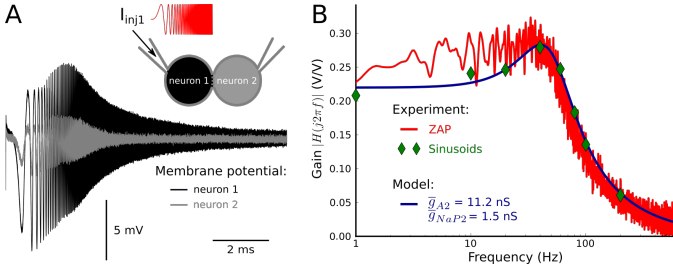 A
I_inj1
neuron 1 neuron 2
Membrane potential:
neuron 1
neuron 2
5 mV
2 ms
B
Gain |H(j2πf)| (V/V)
0.30
0.25
0.20
0.15
0.10
0.05
0.00
Experiment:
ZAP
Sinusoids
Model:
g̅_A2 = 11.2 nS
g̅_NaP2 = 1.5 nS
1 10 100
Frequency (Hz)